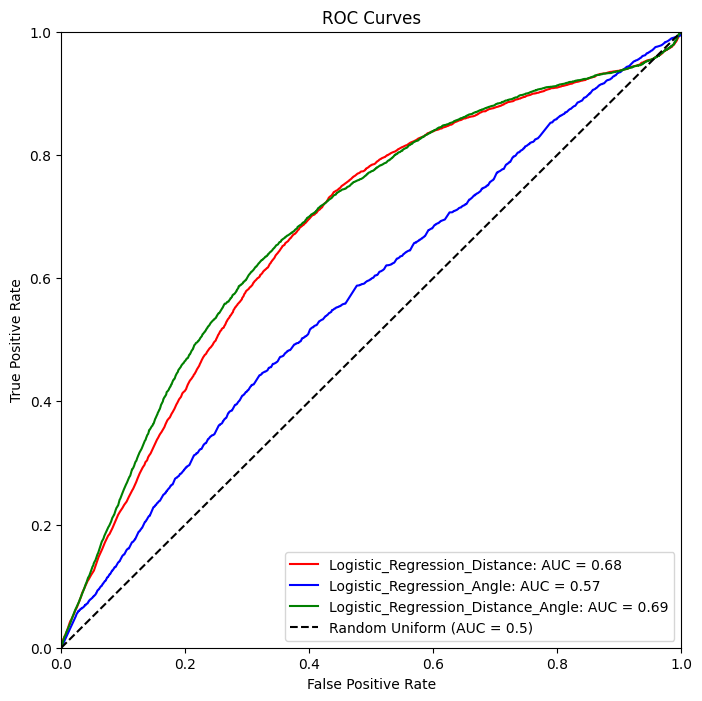 ROC Curves
1.0
0.8
0.6
0.4
0.2
0.0
True Positive Rate
Logistic_Regression_Distance: AUC = 0.68
Logistic_Regression_Angle: AUC = 0.57
Logistic_Regression_Distance_Angle: AUC = 0.69
Random Uniform (AUC = 0.5)
0.0 0.2 0.4 0.6 0.8 1.0
False Positive Rate